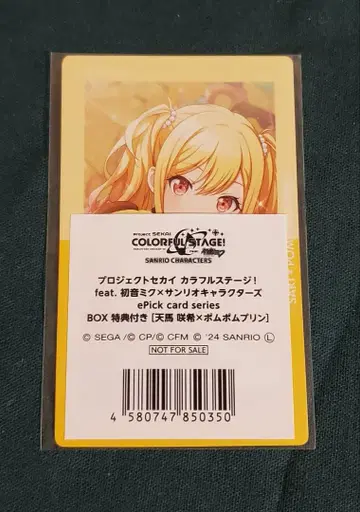 PROJECT SEKAI
COLORFUL STAGE!
SANRIO CHARACTERS
プロジェクトセカイ カラフルステージ！
feat. 初音ミク×サンリオキャラクターズ
ePick card series
BOX 特典付き [天馬 咲希×ポムポムプリン]
© SEGA /© CP/© CFM © '24 SANRIO Ⓛ
NOT FOR SALE
4 580747 850350